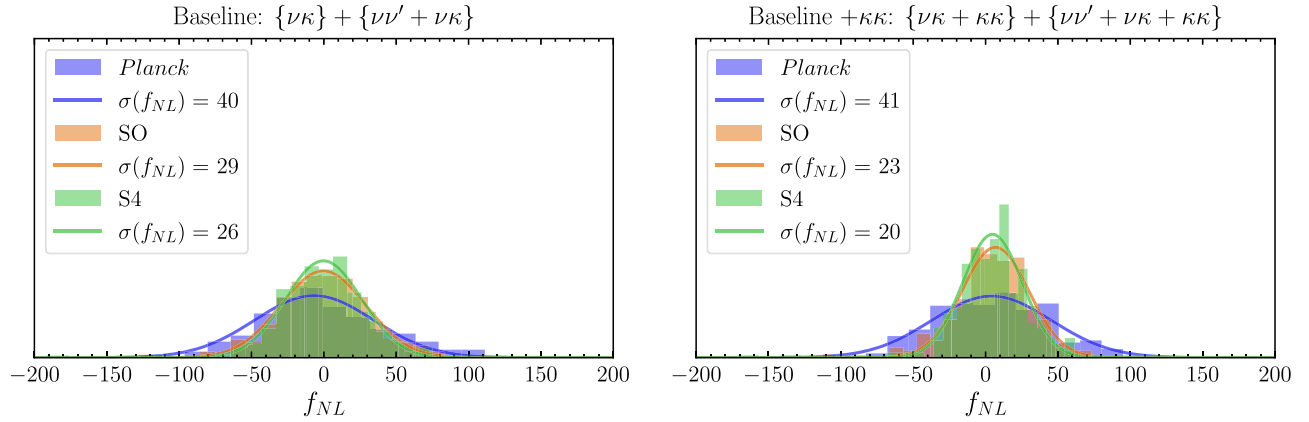 Baseline: {νκ} + {νν′ + νκ}
Planck
σ(f_NL) = 40
SO
σ(f_NL) = 29
S4
σ(f_NL) = 26
−200 −150 −100 −50 0 50 100 150 200
f_NL
Baseline +κκ: {νκ + κκ} + {νν′ + νκ + κκ}
Planck
σ(f_NL) = 41
SO
σ(f_NL) = 23
S4
σ(f_NL) = 20
−200 −150 −100 −50 0 50 100 150 200
f_NL